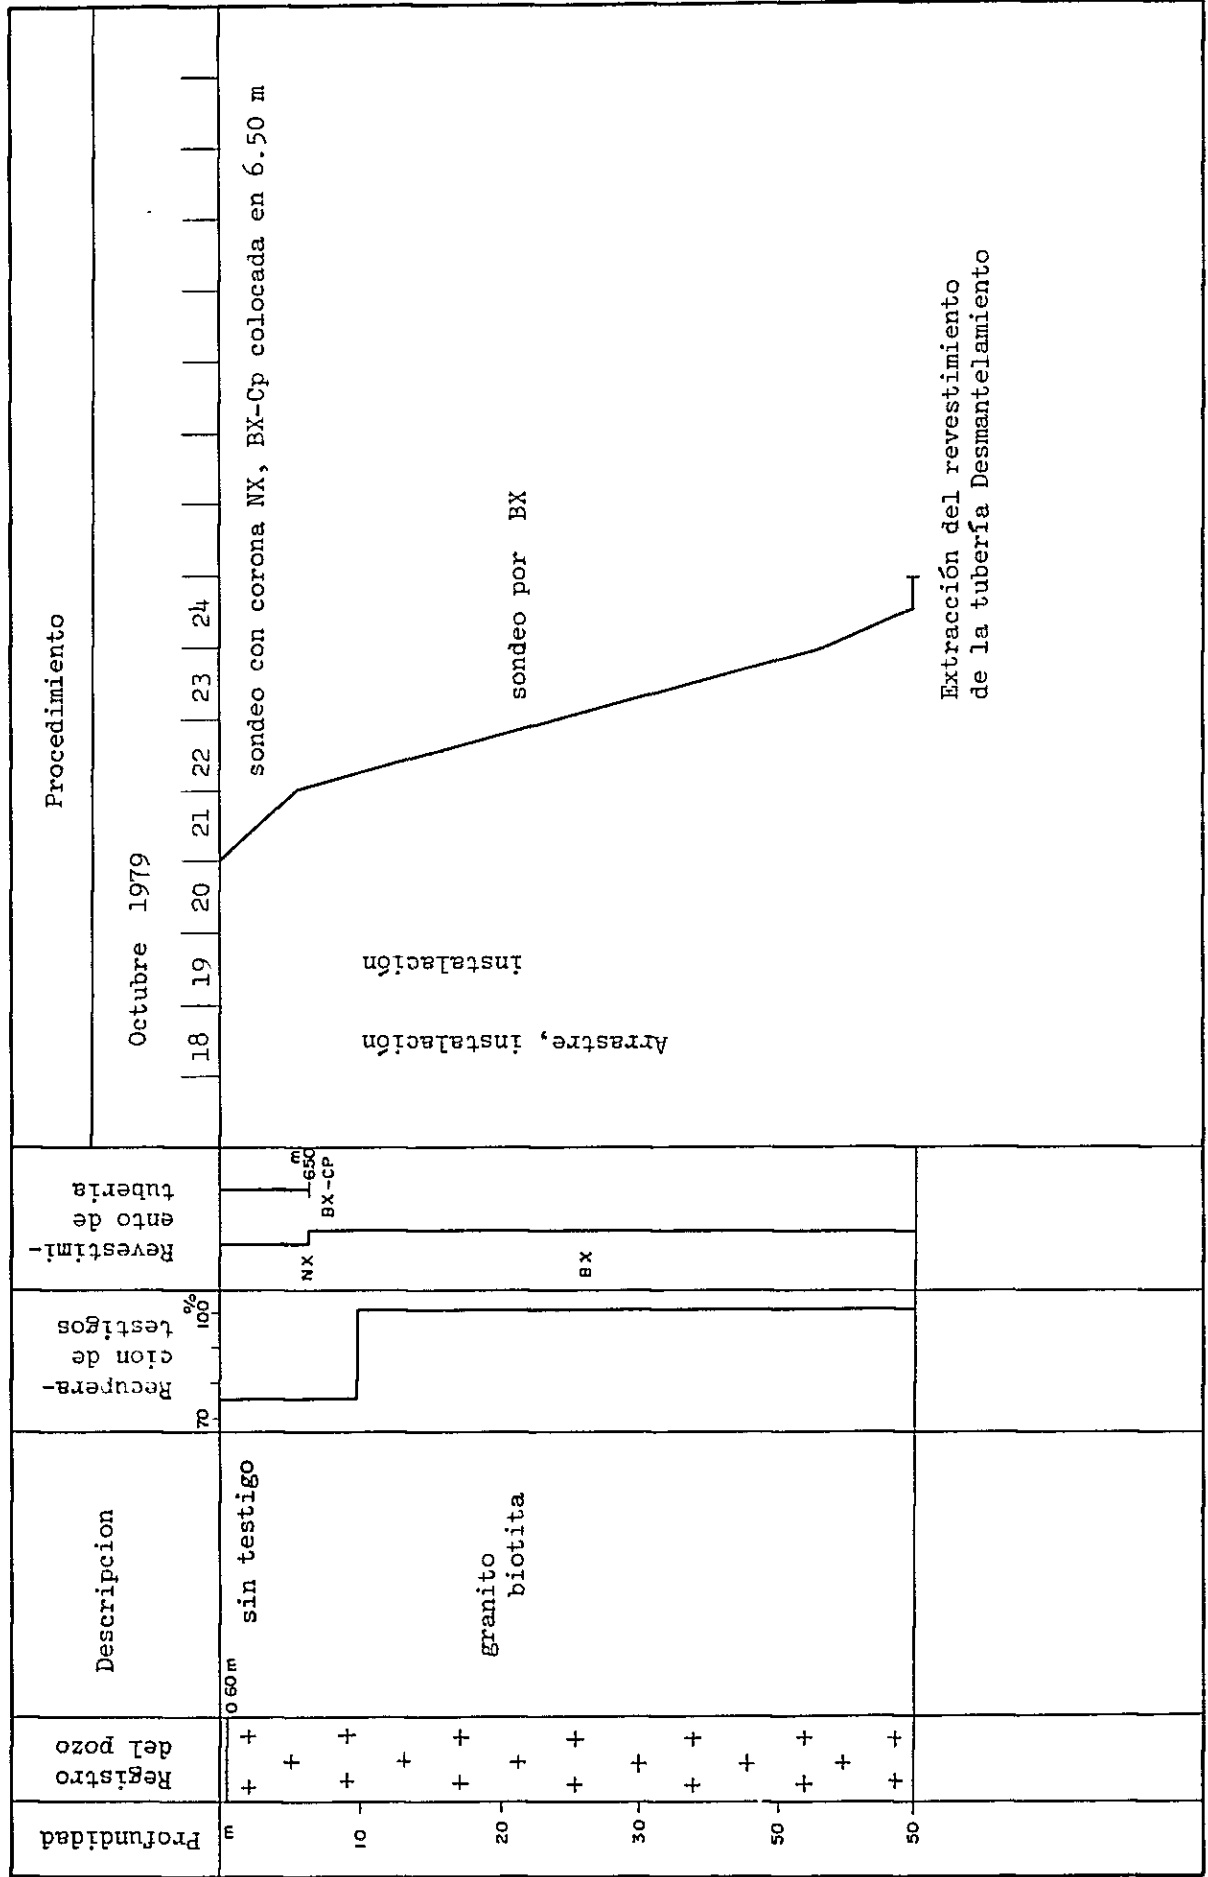 Profundidad
Registro
del pozo
Descripcion
Recupera-
cion de
testigos
Revestimi-
ento de
tubería
Procedimiento
Octubre 1979
18 19 20 21 22 23 24
m
10
20
30
50
50
0 60 m
sin testigo
granito
biotita
70 100 %
NX
BX
m
6.50
BX-CP
Arrastre, instalación
instalación
sondeo con corona NX, BX-Cp colocada en 6.50 m
sondeo por BX
Extracción del revestimiento
de la tubería Desmantelamiento